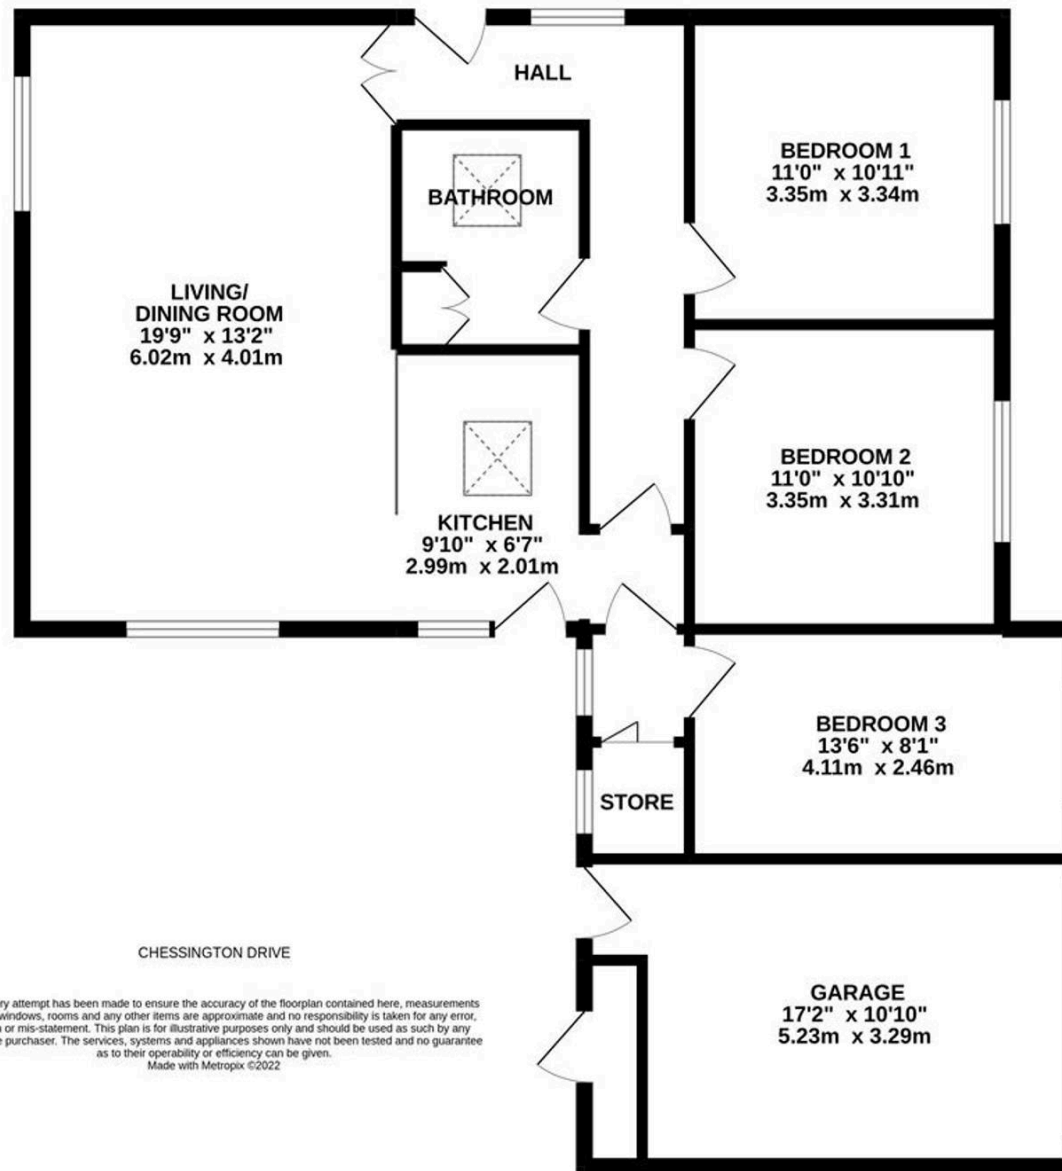 HALL
BEDROOM 1
11'0" x 10'11"
3.35m x 3.34m
BATHROOM
LIVING/
DINING ROOM
19'9" x 13'2"
6.02m x 4.01m
BEDROOM 2
11'0" x 10'10"
3.35m x 3.31m
KITCHEN
9'10" x 6'7"
2.99m x 2.01m
BEDROOM 3
13'6" x 8'1"
4.11m x 2.46m
STORE
GARAGE
17'2" x 10'10"
5.23m x 3.29m
CHESSINGTON DRIVE
attempt has been made to ensure the accuracy of the floorplan contained here, measurements
windows, rooms and any other items are approximate and no responsibility is taken for any error,
or mis-statement. This plan is for illustrative purposes only and should be used as such by any
purchaser. The services, systems and appliances shown have not been tested and no guarantee
as to their operability or efficiency can be given.
Made with Metropix ©2022